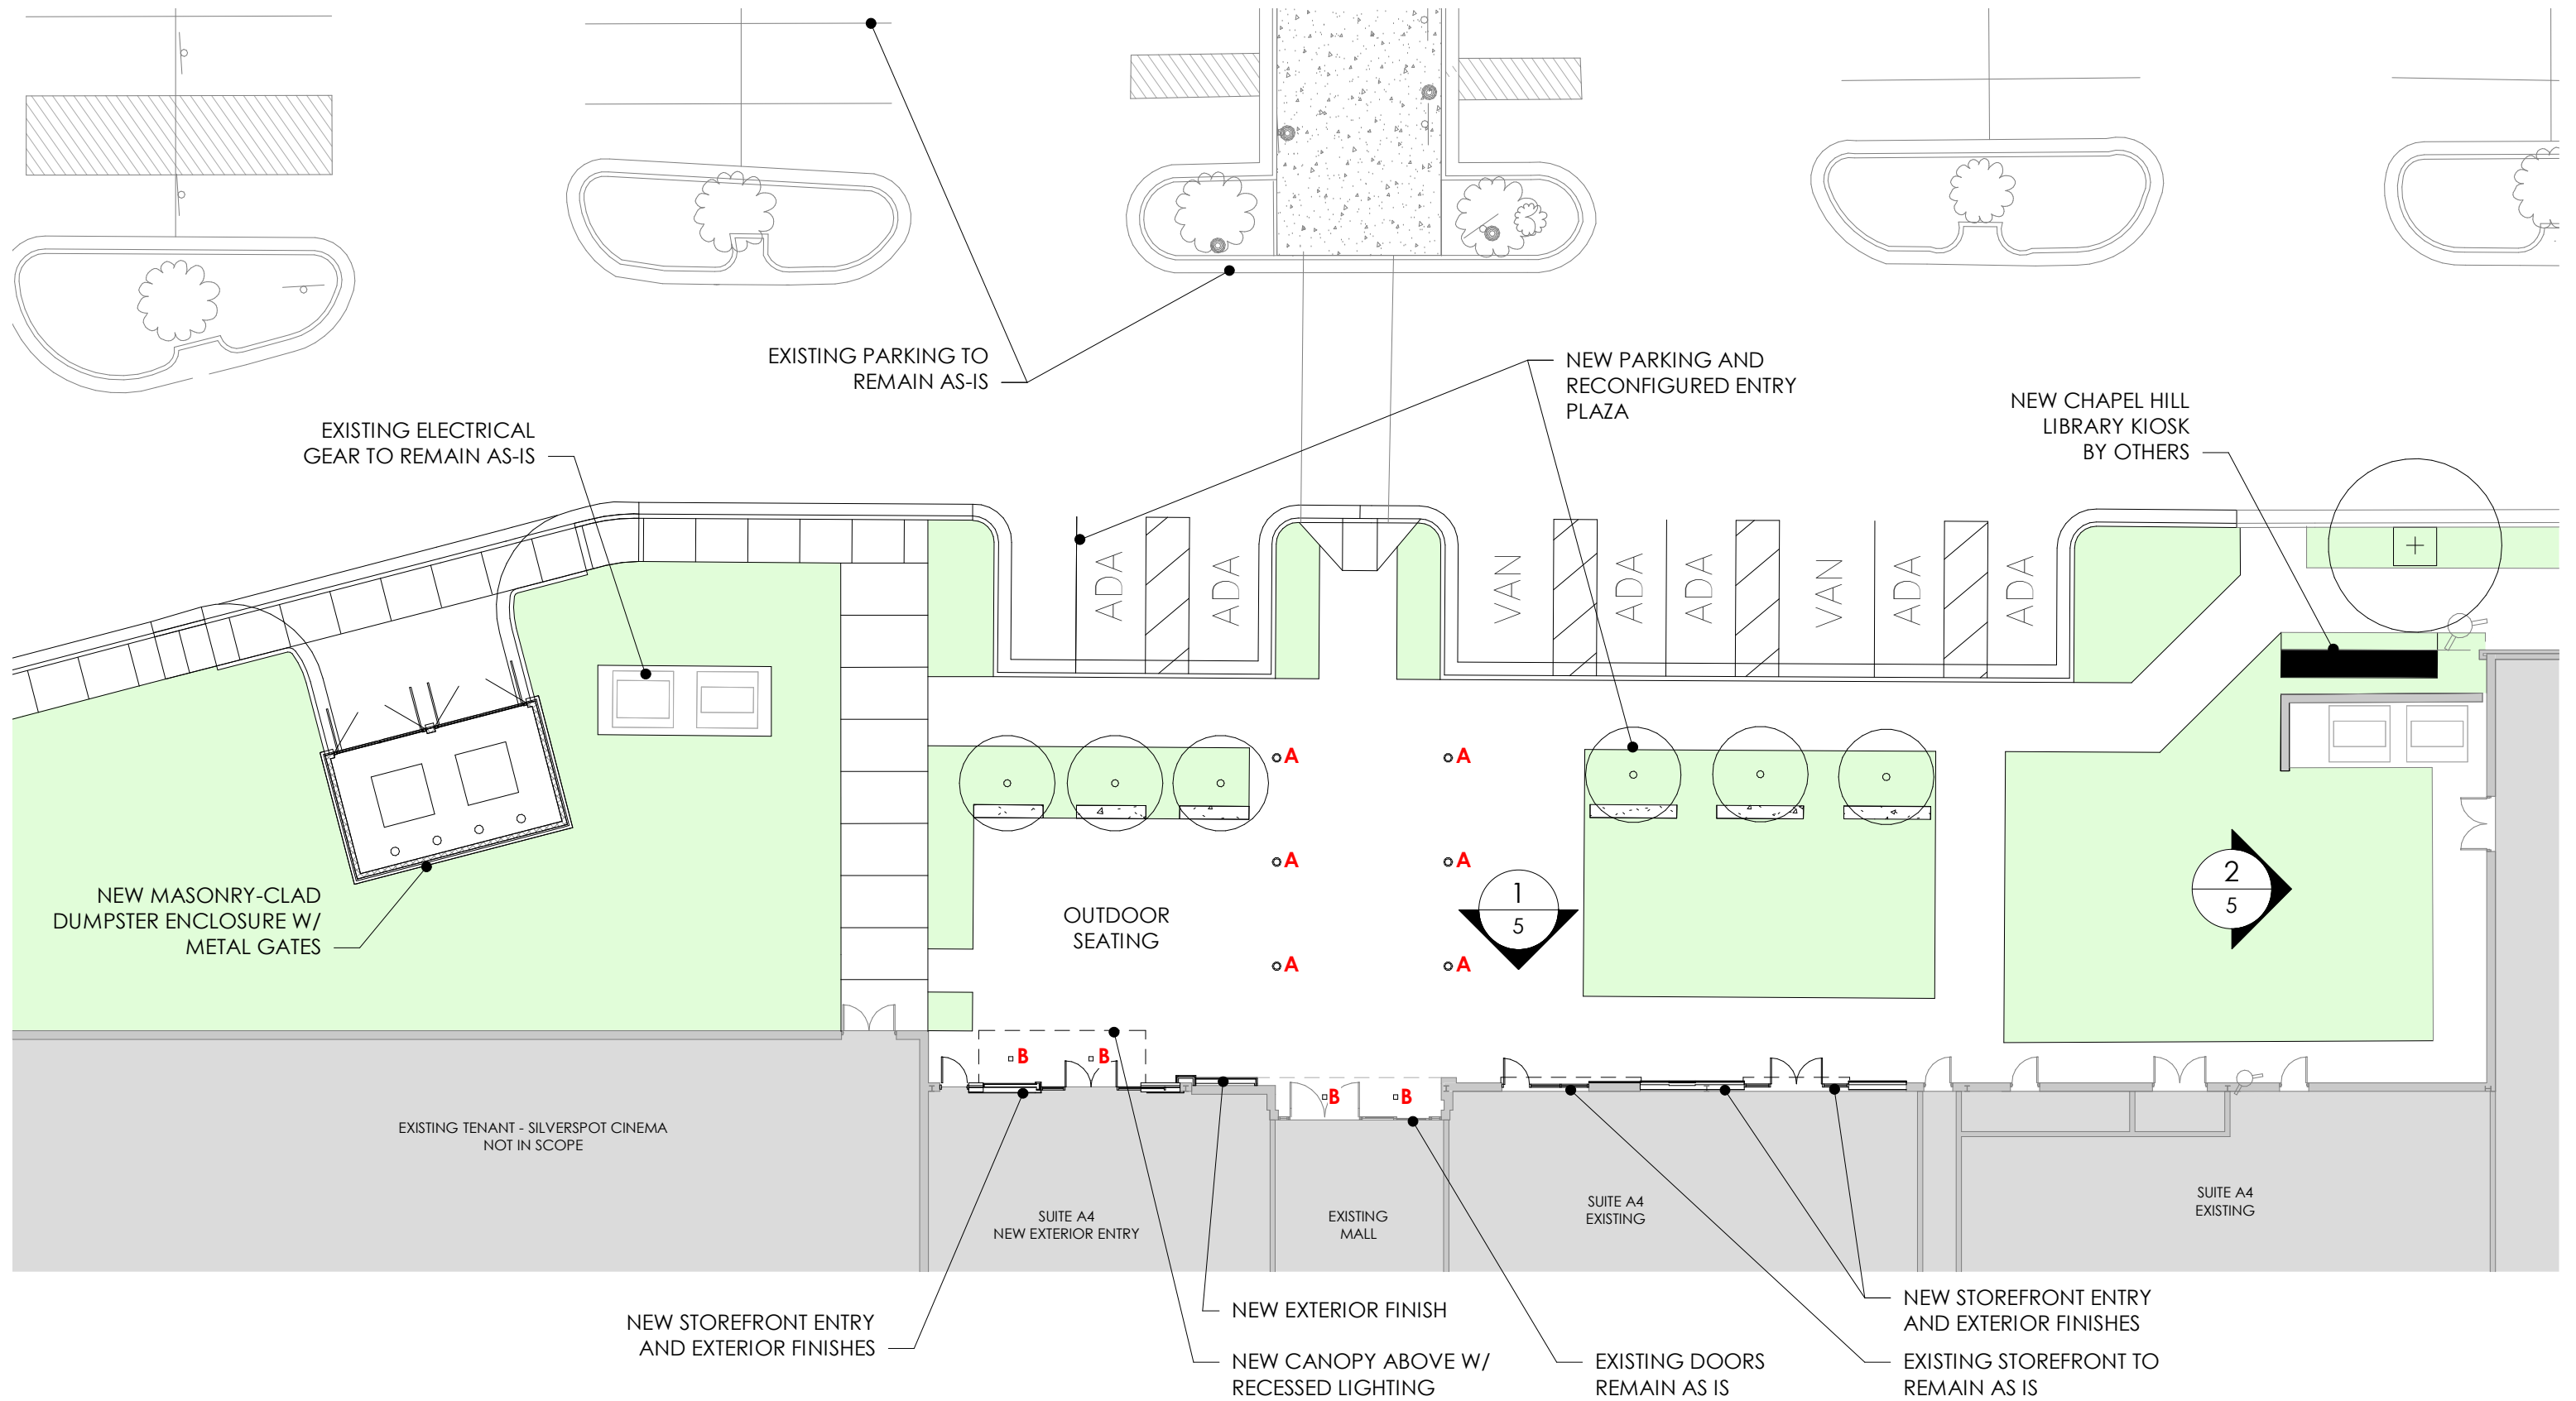 EXISTING PARKING TO
REMAIN AS-IS
NEW PARKING AND
RECONFIGURED ENTRY
PLAZA
NEW CHAPEL HILL
LIBRARY KIOSK
BY OTHERS
EXISTING ELECTRICAL
GEAR TO REMAIN AS-IS
ADA
ADA
VAN
ADA
ADA
VAN
ADA
ADA
A
A
A
A
A
A
1
5
2
5
NEW MASONRY-CLAD
DUMPSTER ENCLOSURE W/
METAL GATES
OUTDOOR
SEATING
B
B
B
B
EXISTING TENANT - SILVERSPOT CINEMA
NOT IN SCOPE
SUITE A4
NEW EXTERIOR ENTRY
EXISTING
MALL
SUITE A4
EXISTING
SUITE A4
EXISTING
NEW STOREFRONT ENTRY
AND EXTERIOR FINISHES
NEW EXTERIOR FINISH
NEW CANOPY ABOVE W/
RECESSED LIGHTING
EXISTING DOORS
REMAIN AS IS
NEW STOREFRONT ENTRY
AND EXTERIOR FINISHES
EXISTING STOREFRONT TO
REMAIN AS IS